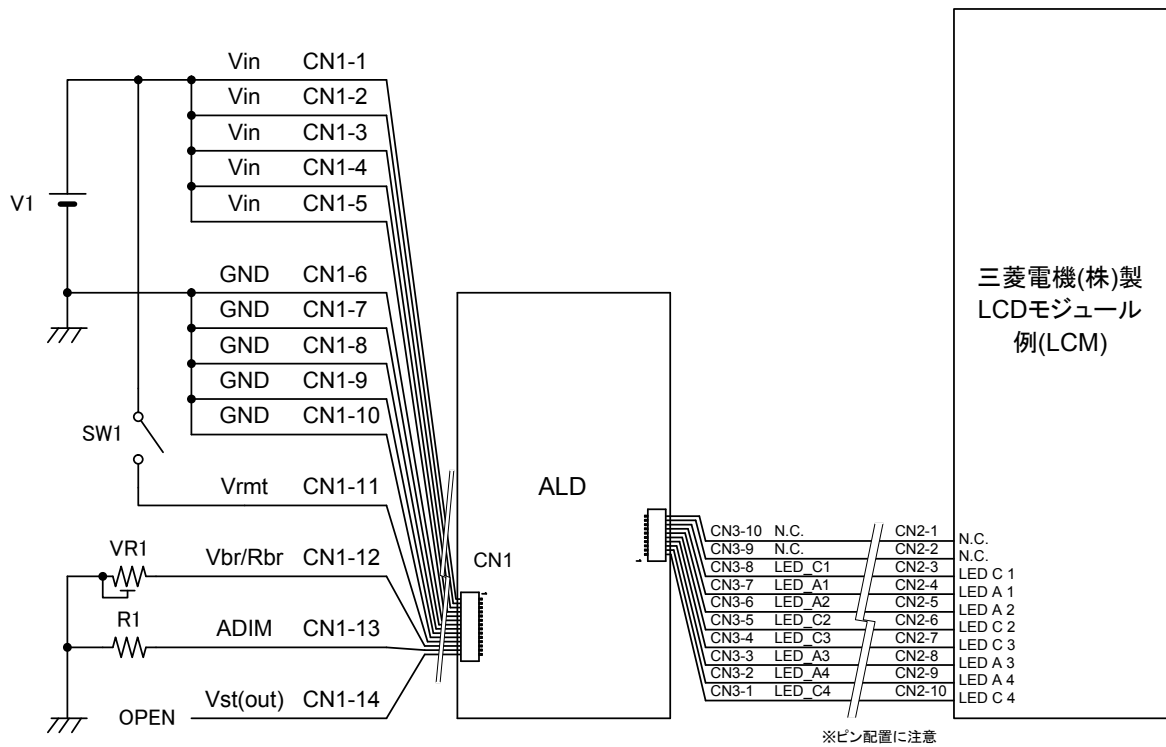 Vin CN1-1
Vin CN1-2
Vin CN1-3
Vin CN1-4
Vin CN1-5
V1
GND CN1-6
GND CN1-7
GND CN1-8
GND CN1-9
GND CN1-10
SW1
Vrmt CN1-11
VR1
Vbr/Rbr CN1-12
R1
ADIM CN1-13
Vst(out) CN1-14
OPEN
CN1
ALD
CN3-10 N.C. CN2-1 N.C.
CN3-9 N.C. CN2-2 N.C.
CN3-8 LED_C1 CN2-3 LED C 1
CN3-7 LED_A1 CN2-4 LED A 1
CN3-6 LED_A2 CN2-5 LED A 2
CN3-5 LED_C2 CN2-6 LED C 2
CN3-4 LED_C3 CN2-7 LED C 3
CN3-3 LED_A3 CN2-8 LED A 3
CN3-2 LED_A4 CN2-9 LED A 4
CN3-1 LED_C4 CN2-10 LED C 4
※ピン配置に注意
三菱電機(株)製
LCDモジュール
例(LCM)